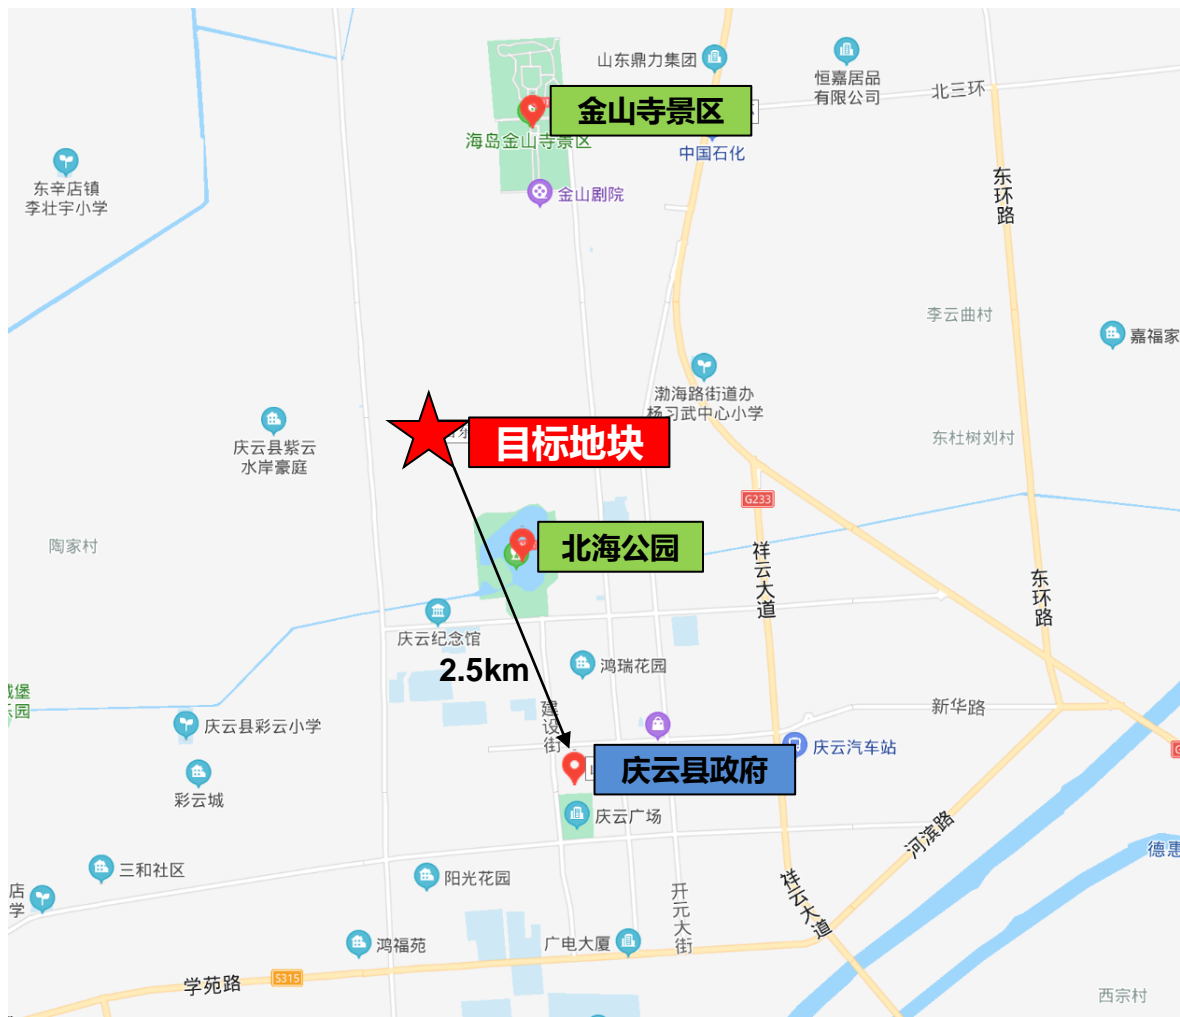 山东鼎力集团
恒嘉居品
有限公司
北三环
金山寺景区
海岛金山寺景区
中国石化
东辛店镇
李壮宇小学
金山剧院
东环路
李云曲村
嘉福家
渤海路街道办
杨习武中心小学
庆云县紫云
水岸豪庭
目标地块
东杜树刘村
G233
陶家村
北海公园
祥云大道
东环路
庆云纪念馆
2.5km
鸿瑞花园
城堡
乐园
建设街
新华路
庆云县彩云小学
庆云汽车站
庆云县政府
彩云城
庆云广场
河滨路
德惠
三和社区
阳光花园
店
学
开元大街
祥云大道
鸿福苑
广电大厦
学苑路
S315
西宗村